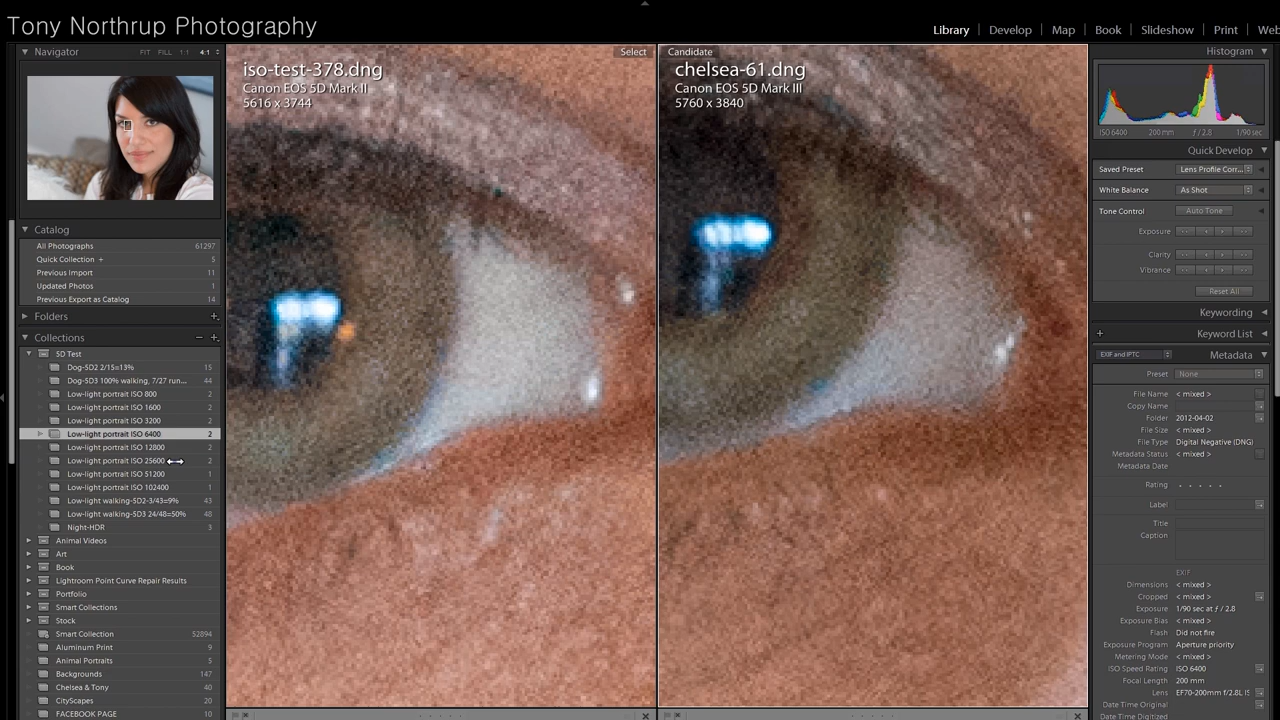 Tony Northrup Photography
Library
Develop
Map
Book
Slideshow
Print
Web
Navigator
FIT FILL 1:1 4:1
Catalog
All Photographs 61297
Quick Collection + 5
Previous Import 11
Updated Photos 1
Previous Export as Catalog 14
Folders +
Collections − +
5D Test
Dog-5D2 2/15=13% 15
Dog-5D3 100% walking, 7/27 run... 44
Low-light portrait ISO 800 2
Low-light portrait ISO 1600 2
Low-light portrait ISO 3200 2
Low-light portrait ISO 6400 2
Low-light portrait ISO 12800 2
Low-light portrait ISO 25600 2
Low-light portrait ISO 51200 1
Low-light portrait ISO 102400 1
Low-light walking-5D2-3/43=9% 43
Low-light walking-5D3 24/48=50% 48
Night-HDR 3
Animal Videos
Art
Book
Lightroom Point Curve Repair Results
Portfolio
Smart Collections
Stock
Smart Collection 52894
Aluminum Print 9
Animal Portraits 5
Backgrounds 147
Chelsea & Tony 40
CityScapes 20
FACEBOOK PAGE 10
Select
iso-test-378.dng
Canon EOS 5D Mark II
5616 x 3744
Candidate
chelsea-61.dng
Canon EOS 5D Mark III
5760 x 3840
Histogram
ISO 6400 200 mm ƒ / 2.8 1/90 sec
Quick Develop
Saved Preset Lens Profile Corr...
White Balance As Shot
Tone Control Auto Tone
Exposure
Clarity
Vibrance
Reset All
Keywording
+ Keyword List
EXIF and IPTC Metadata
Preset None
File Name < mixed >
Copy Name
Folder 2012-04-02
File Size < mixed >
File Type Digital Negative (DNG)
Metadata Status < mixed >
Metadata Date
Rating
Label
Title
Caption
EXIF
Dimensions < mixed >
Cropped < mixed >
Exposure 1/90 sec at ƒ / 2.8
Exposure Bias < mixed >
Flash Did not fire
Exposure Program Aperture priority
Metering Mode < mixed >
ISO Speed Rating ISO 6400
Focal Length 200 mm
Lens EF70-200mm f/2.8L IS
Date Time Original
Date Time Digitized